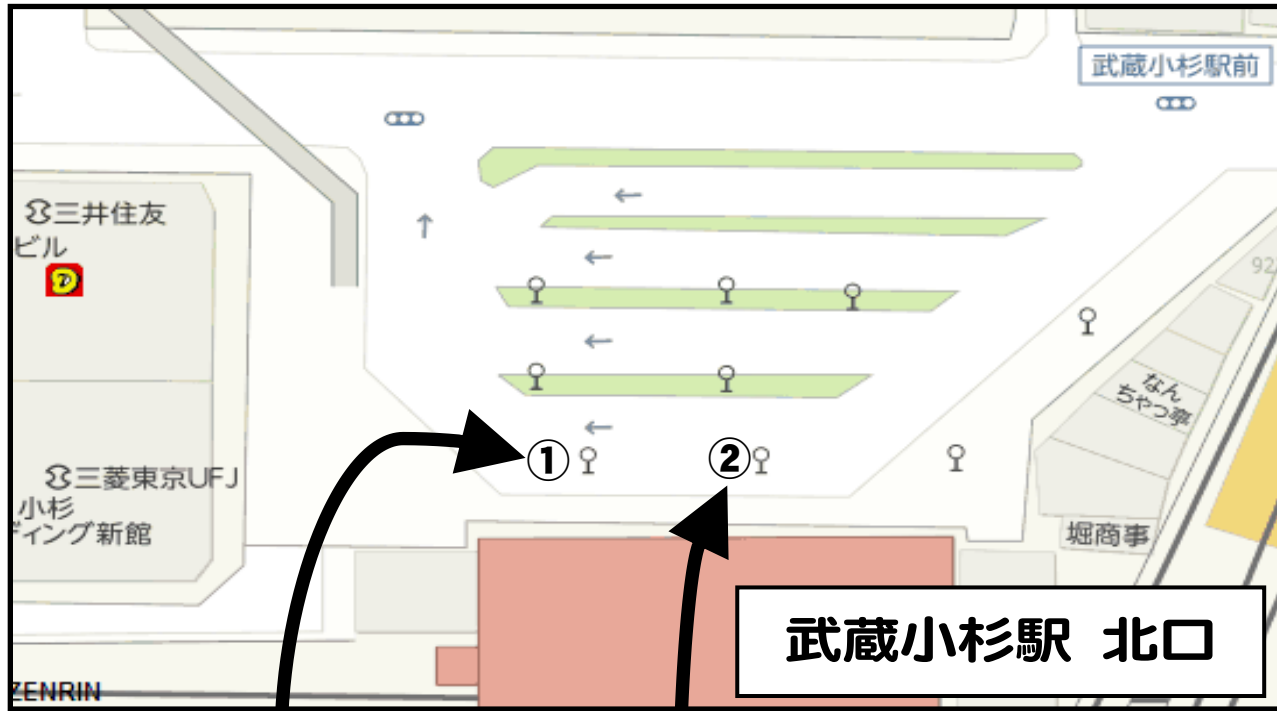 武蔵小杉駅前
三井住友
ビル
92
なん
ちゃっ亭
①
②
三菱東京UFJ
小杉
ディング新館
堀商事
武蔵小杉駅 北口
ZENRIN